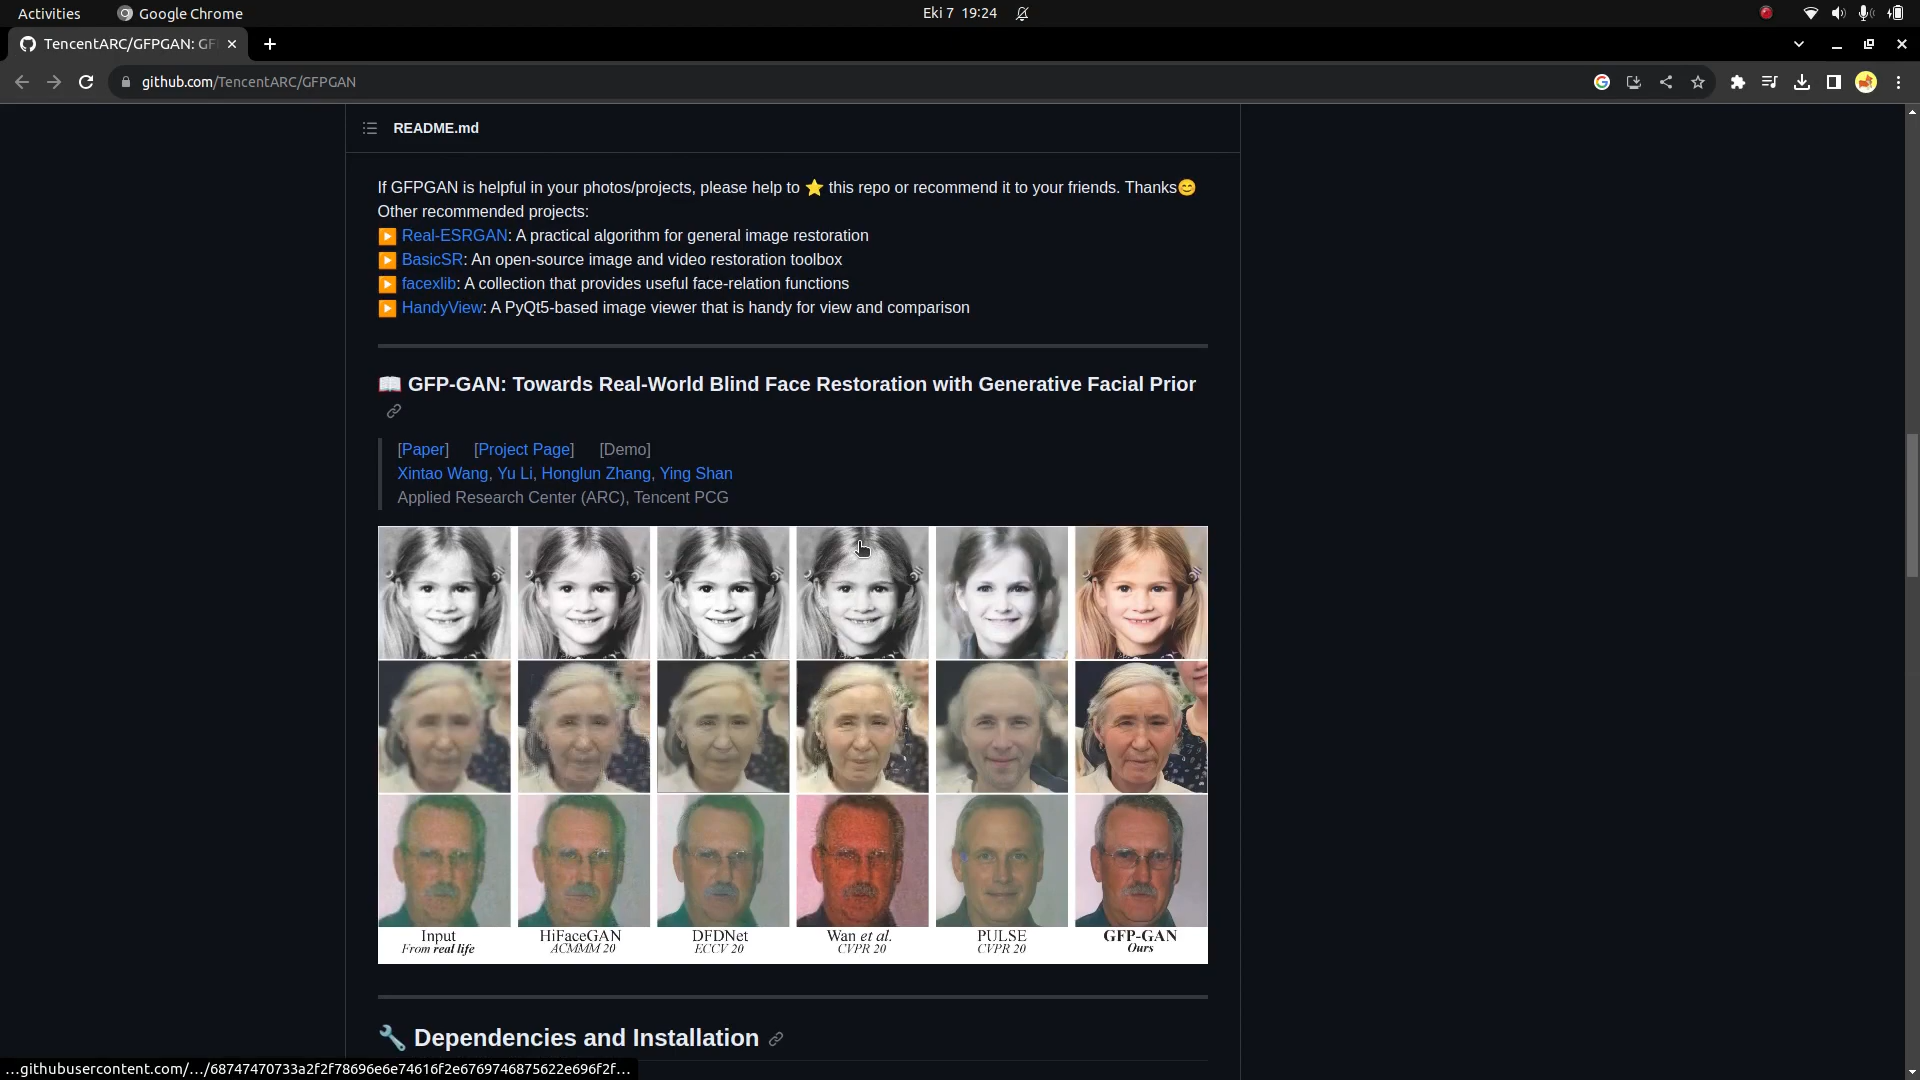 Activities
Google Chrome
Eki 7 19:24
TencentARC/GFPGAN: GF
github.com/TencentARC/GFPGAN
README.md
If GFPGAN is helpful in your photos/projects, please help to ⭐ this repo or recommend it to your friends. Thanks😊
Other recommended projects:
▶️ Real-ESRGAN: A practical algorithm for general image restoration
▶️ BasicSR: An open-source image and video restoration toolbox
▶️ facexlib: A collection that provides useful face-relation functions
▶️ HandyView: A PyQt5-based image viewer that is handy for view and comparison
📖 GFP-GAN: Towards Real-World Blind Face Restoration with Generative Facial Prior
[Paper] [Project Page] [Demo]
Xintao Wang, Yu Li, Honglun Zhang, Ying Shan
Applied Research Center (ARC), Tencent PCG
Input HiFaceGAN DFDNet Wan et al. PULSE GFP-GAN
From real life ACMMM 20 ECCV 20 CVPR 20 CVPR 20 Ours
🔧 Dependencies and Installation
...githubusercontent.com/.../68747470733a2f2f78696e6e74616f2e6769746875622e696f2f...